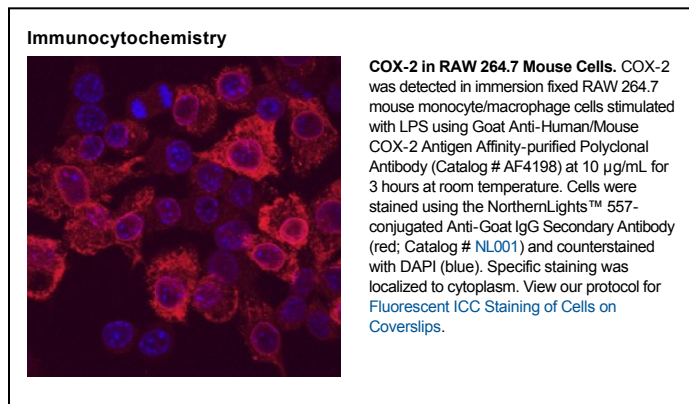 Immunocytochemistry
COX-2 in RAW 264.7 Mouse Cells. COX-2
was detected in immersion fixed RAW 264.7
mouse monocyte/macrophage cells stimulated
with LPS using Goat Anti-Human/Mouse
COX-2 Antigen Affinity-purified Polyclonal
Antibody (Catalog # AF4198) at 10 µg/mL for
3 hours at room temperature. Cells were
stained using the NorthernLights™ 557-
conjugated Anti-Goat IgG Secondary Antibody
(red; Catalog # NL001) and counterstained
with DAPI (blue). Specific staining was
localized to cytoplasm. View our protocol for
Fluorescent ICC Staining of Cells on
Coverslips.